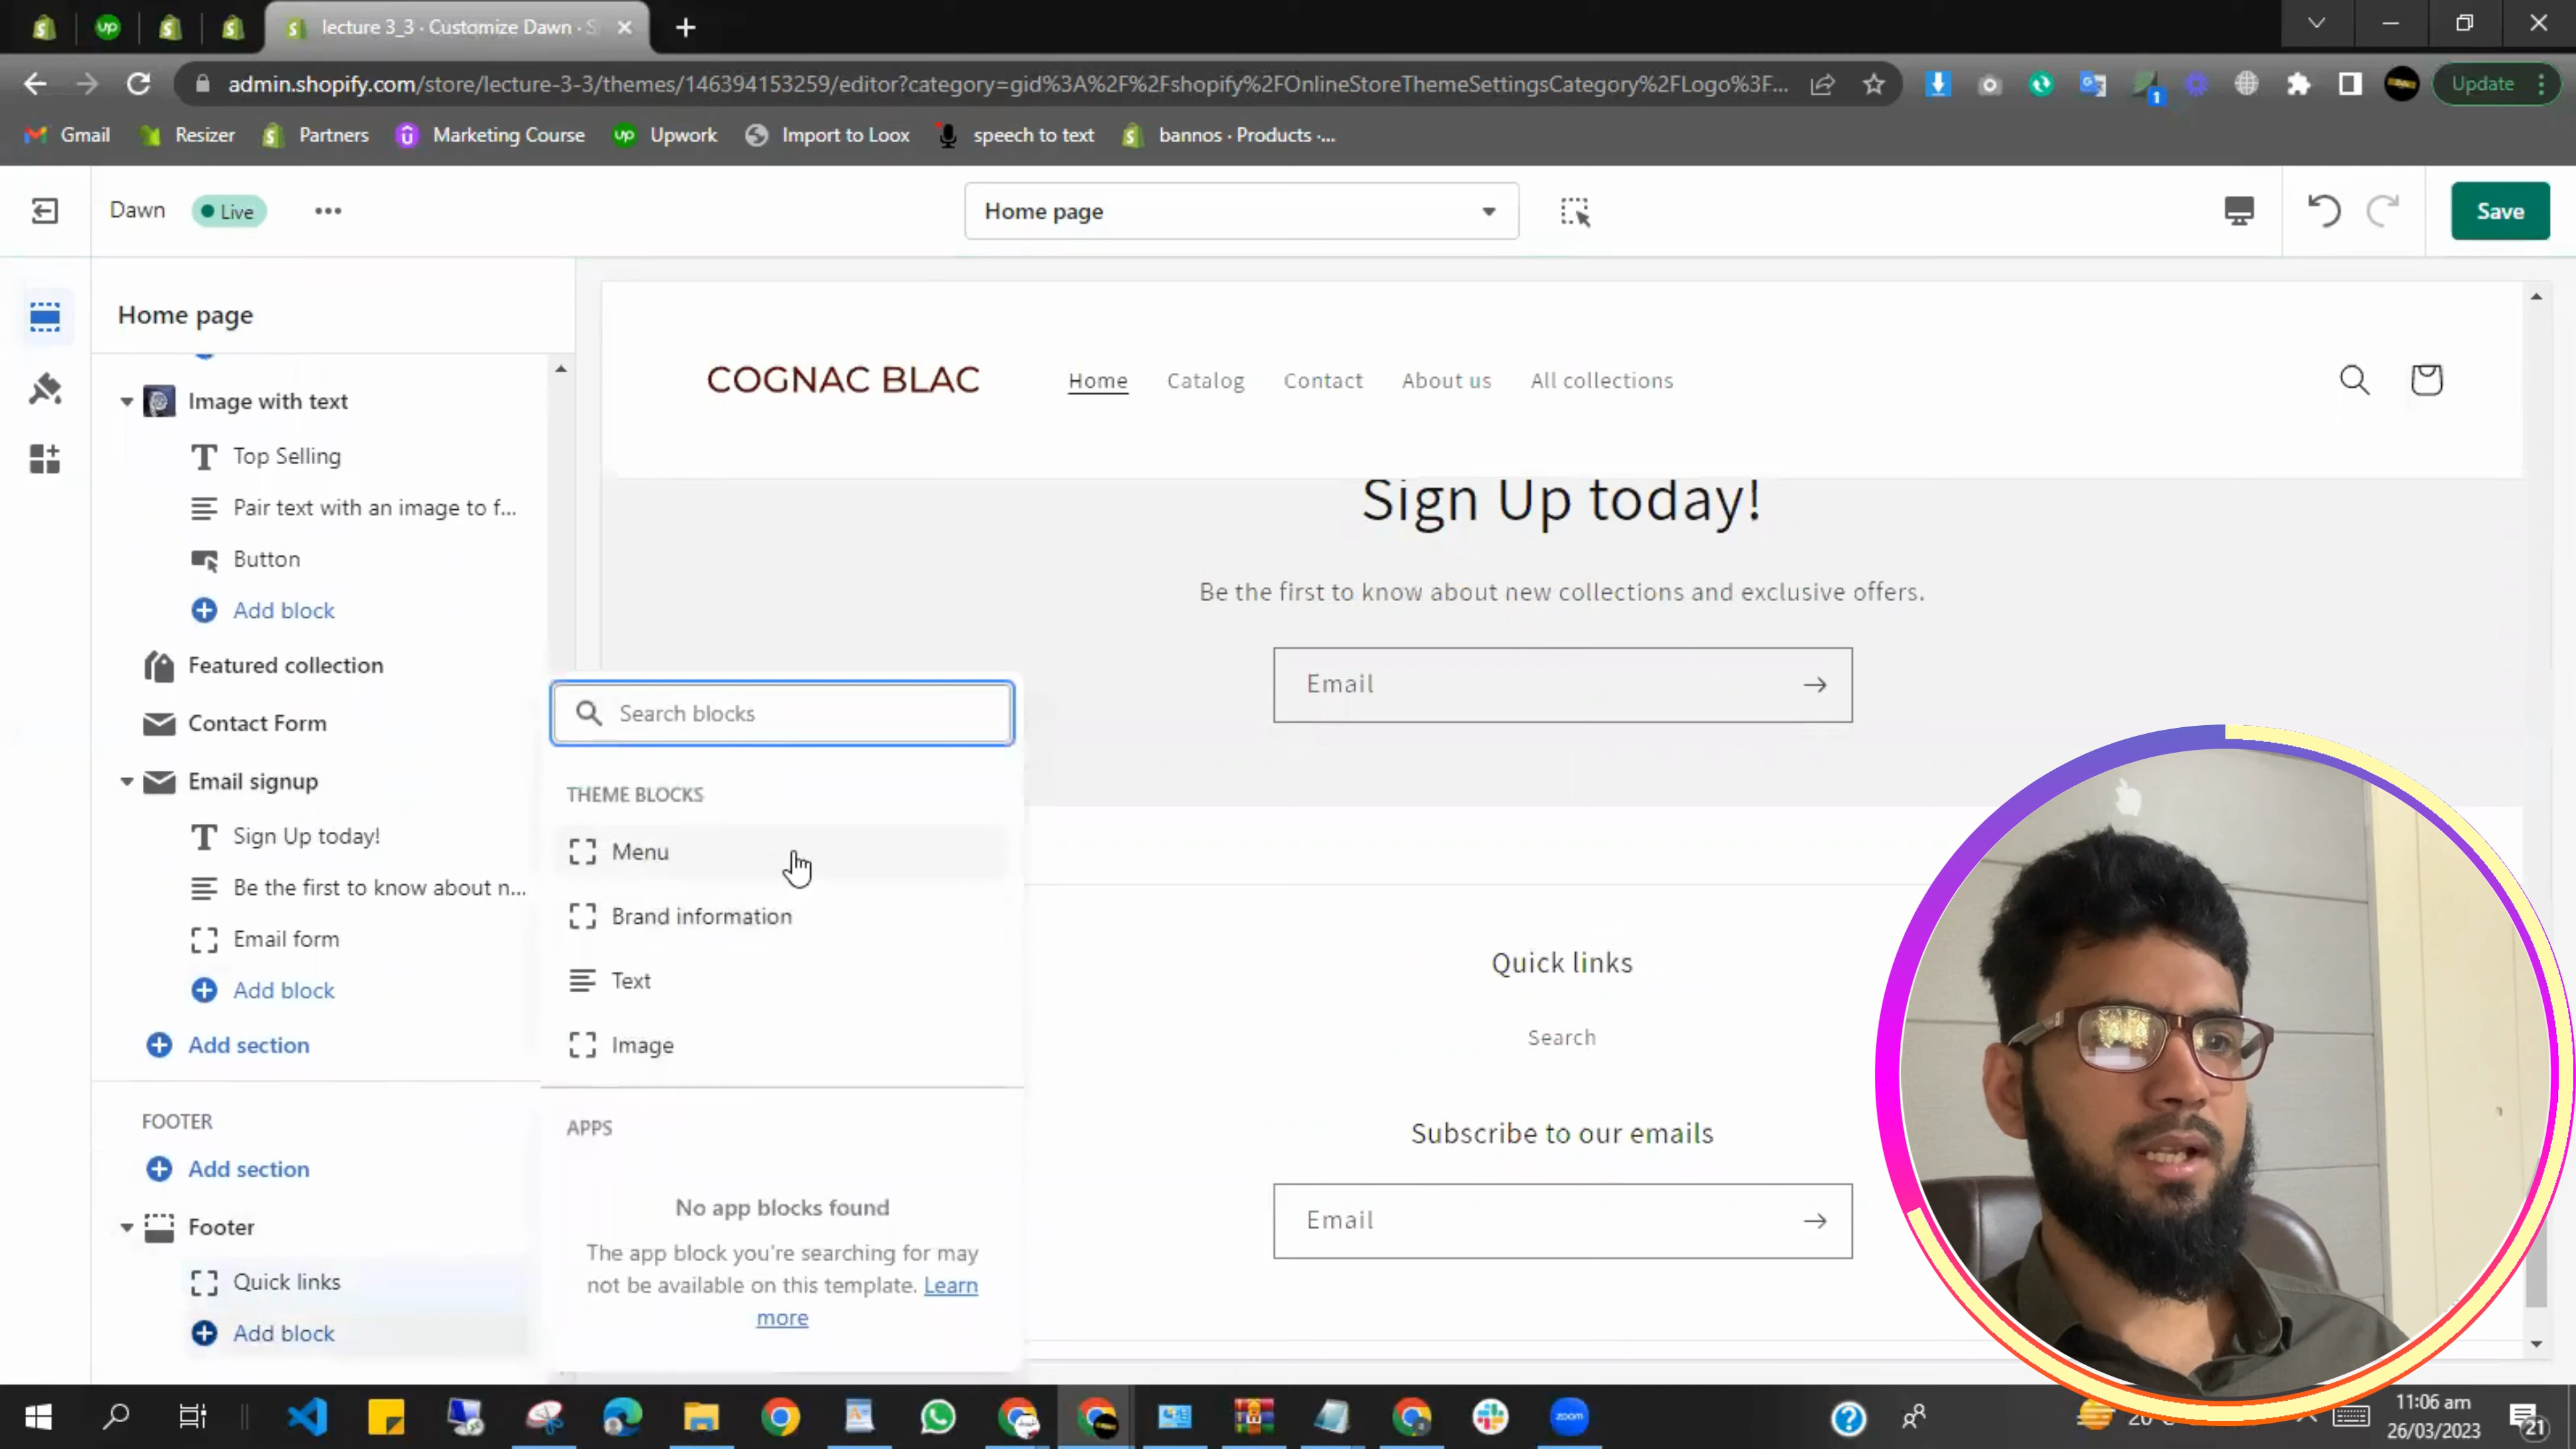 lecture 3_3 · Customize Dawn · S
admin.shopify.com/store/lecture-3-3/themes/146394153259/editor?category=gid%3A%2F%2Fshopify%2FOnlineStoreThemeSettingsCategory%2FLogo%3F...
Update
1
Gmail
Resizer
Partners
Marketing Course
up
Upwork
Import to Loox
speech to text
bannos · Products ·...
Dawn
Live
Home page
Save
Home page
Image with text
Top Selling
Pair text with an image to f...
Button
Add block
Featured collection
Contact Form
Email signup
Sign Up today!
Be the first to know about n...
Email form
Add block
Add section
FOOTER
Add section
Footer
Quick links
Add block
Search blocks
THEME BLOCKS
Menu
Brand information
Text
Image
APPS
No app blocks found
The app block you're searching for may
not be available on this template. Learn
more
COGNAC BLAC
Home
Catalog
Contact
About us
All collections
Sign Up today!
Be the first to know about new collections and exclusive offers.
Email
Quick links
Search
Subscribe to our emails
Email
zoom
11:06 am
26/03/2023
21